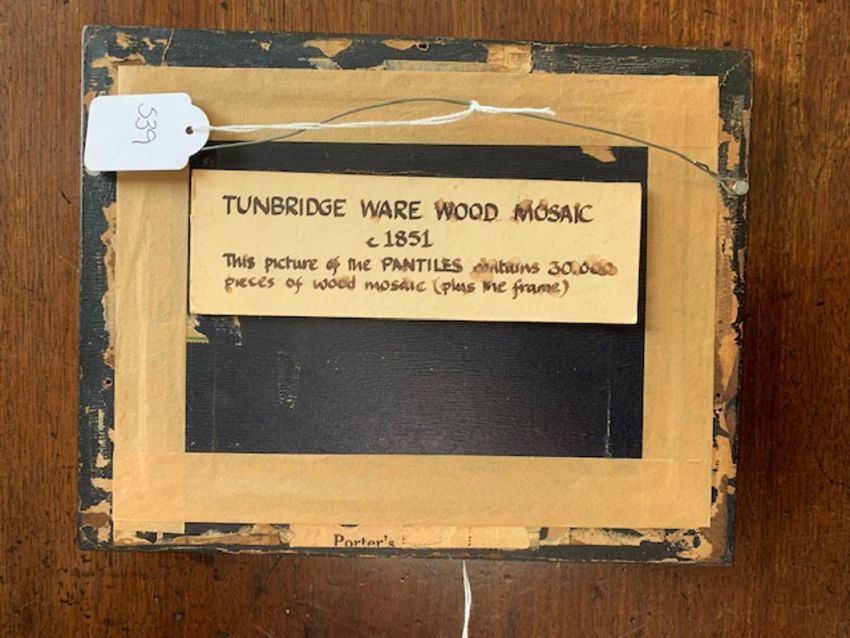 539
TUNBRIDGE WARE WOOD MOSAIC
c 1851
This picture of the PANTILES contains 30.000
pieces of wood mosaic (plus the frame)
Porter's